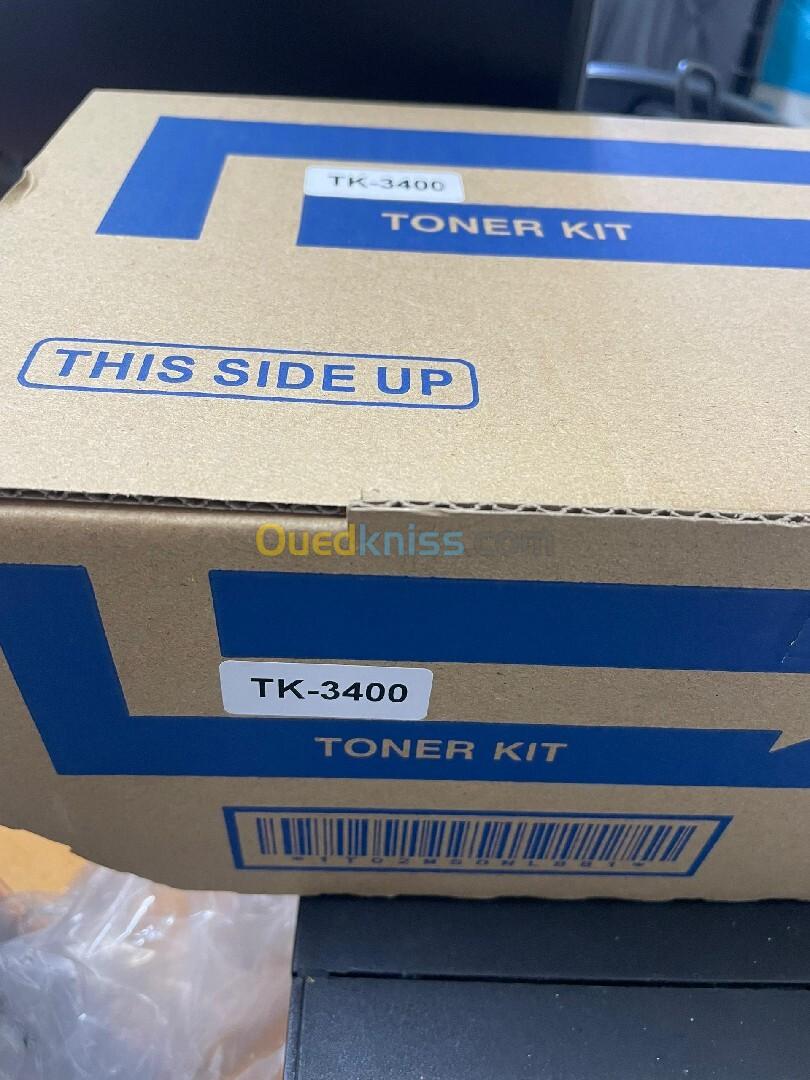 TK-3400
TONER KIT
THIS SIDE UP
Ouedkniss.com
TK-3400
TONER KIT